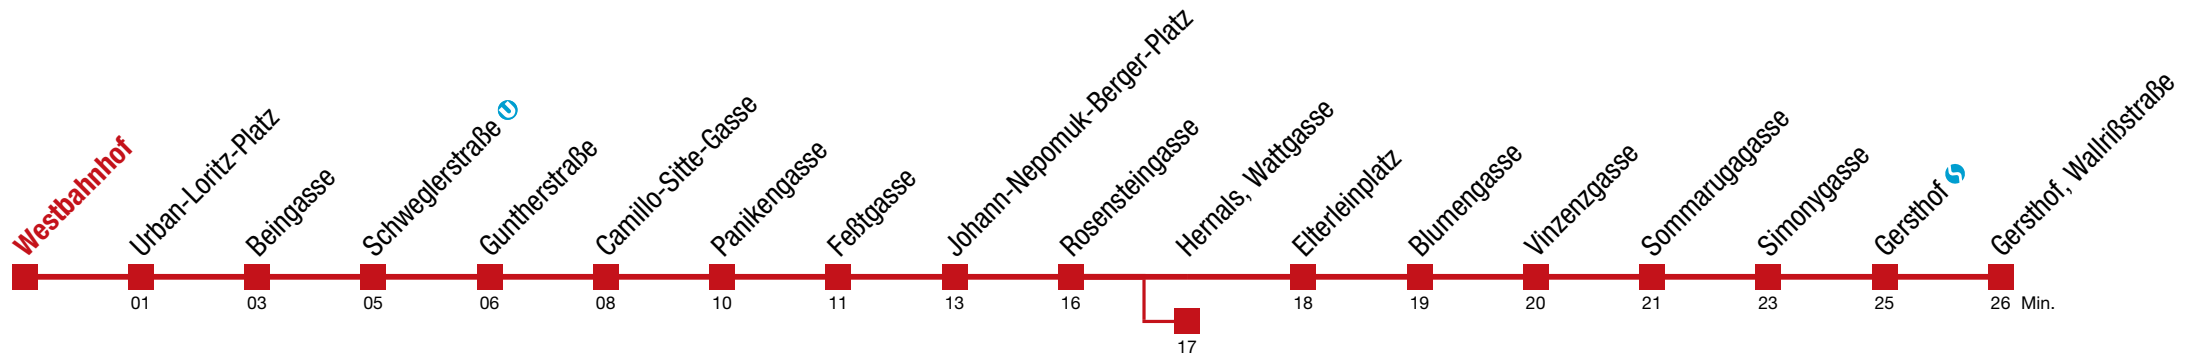 Westbahnhof
Urban-Loritz-Platz
Beingasse
Schweglerstraße U
Guntherstraße
Camillo-Sitte-Gasse
Panikengasse
Feßtgasse
Johann-Nepomuk-Berger-Platz
Rosensteingasse
Hernals, Wattgasse
Elterleinplatz
Blumengasse
Vinzenzgasse
Sommarugagasse
Simonygasse
Gersthof S
Gersthof, Wallrißstraße
01 03 05 06 08 10 11 13 16 18 19 20 21 23 25 26 Min.
17